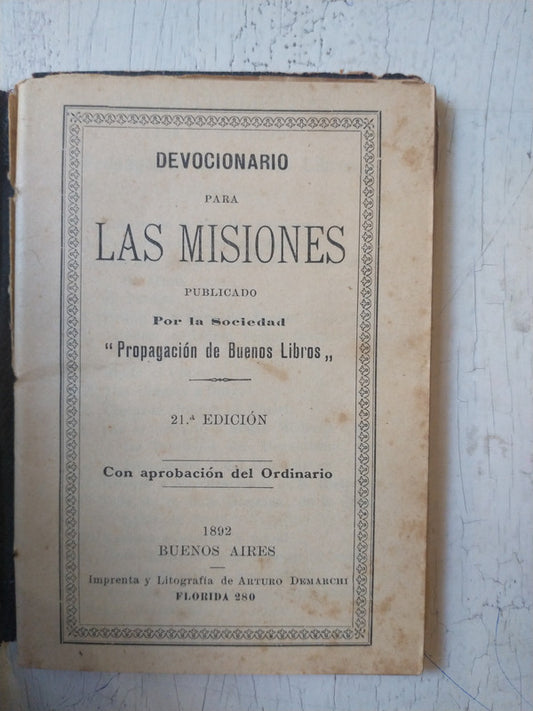 DEVOCIONARIO
PARA
LAS MISIONES
PUBLICADO
Por la Sociedad
“ Propagación de Buenos Libros „
21.ª EDICIÓN
Con aprobación del Ordinario
1892
BUENOS AIRES
Imprenta y Litografía de ARTURO DEMARCHI
FLORIDA 280